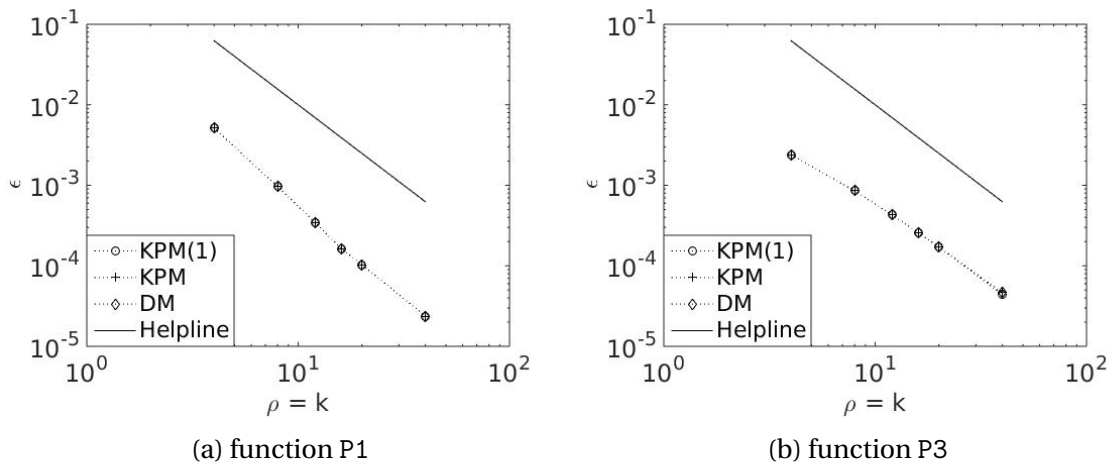 10^-1
10^-2
10^-3
10^-4
10^-5
ϵ
KPM(1)
KPM
DM
Helpline
10^0
10^1
10^2
ρ = k
(a) function P1
10^-1
10^-2
10^-3
10^-4
10^-5
ϵ
KPM(1)
KPM
DM
Helpline
10^0
10^1
10^2
ρ = k
(b) function P3